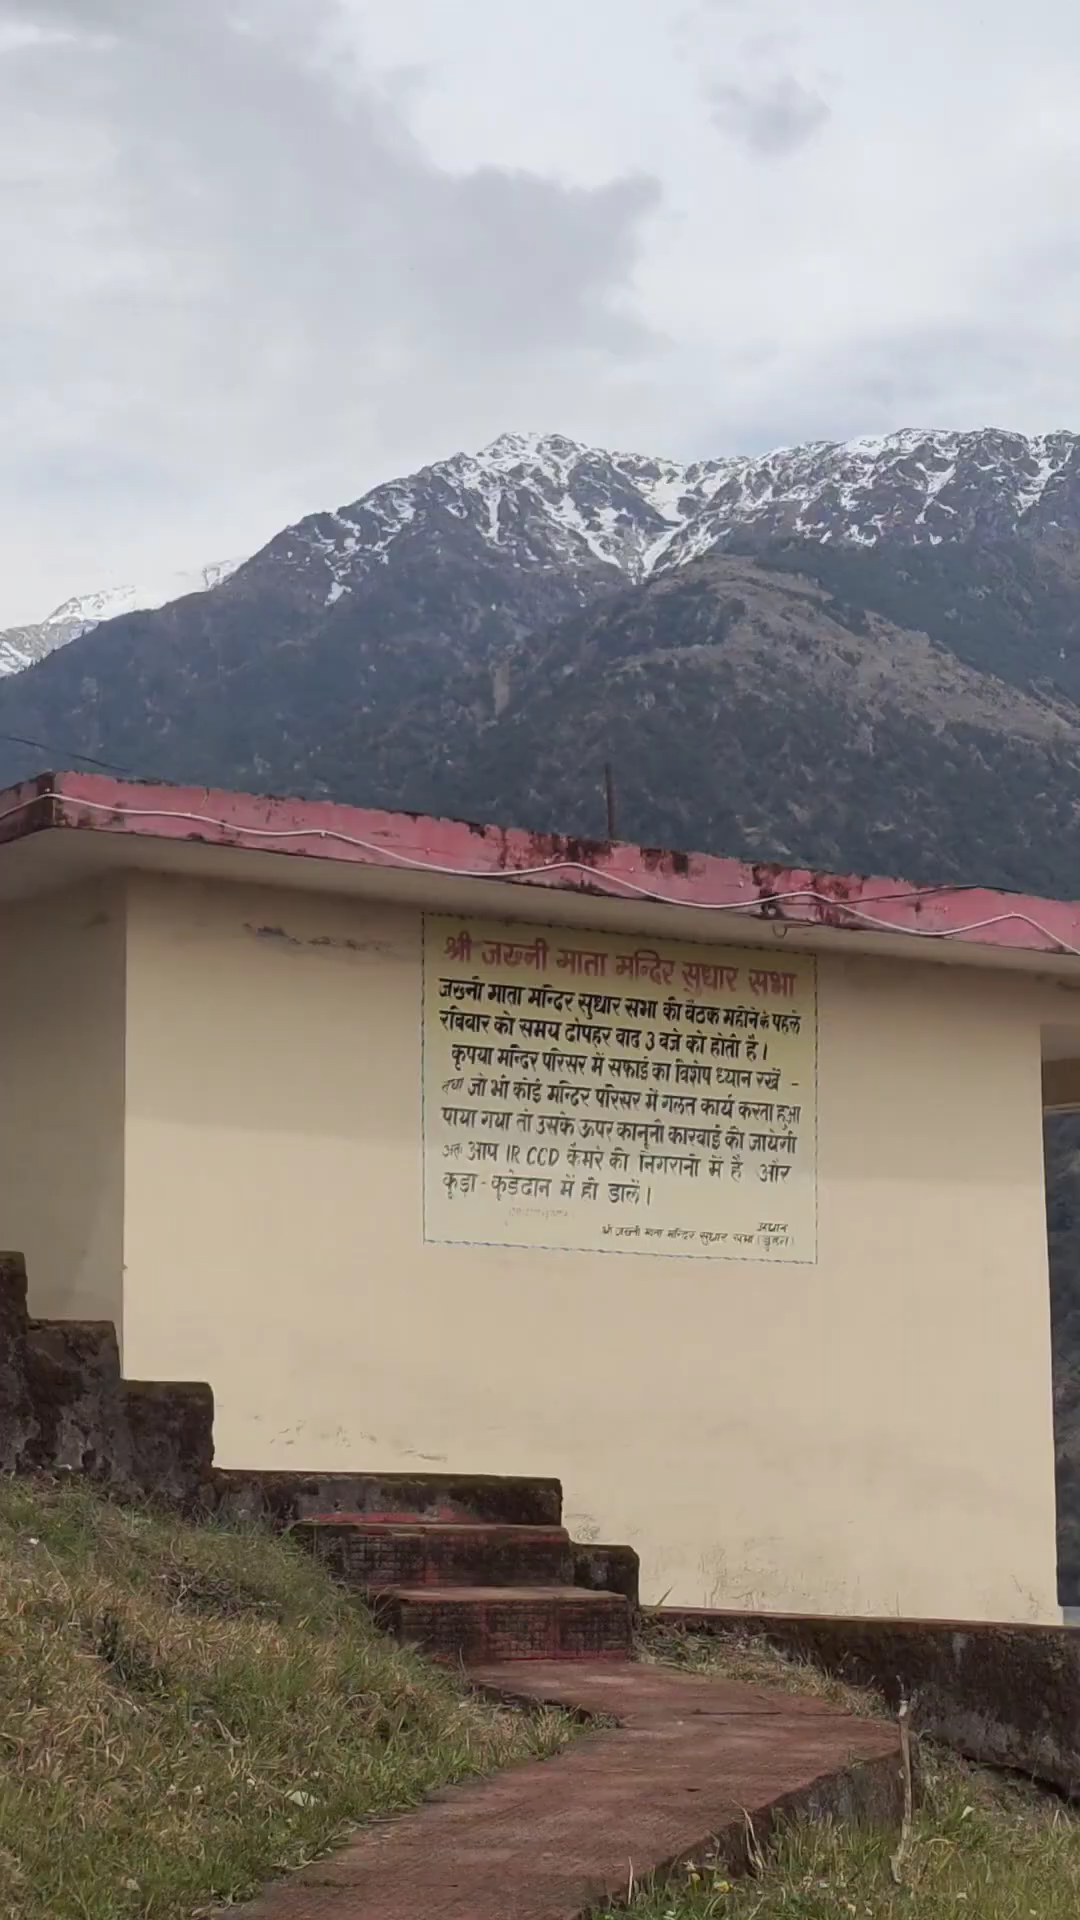 श्री जखनी माता मन्दिर सुधार सभा
जखनी माता मन्दिर सुधार सभा की बैठक महीने के पहले
रविवार को समय दोपहर वाद 3 वजे को होती है।
कृपया मन्दिर परिसर में सफाई का विशेष ध्यान रखें -
तथा जो भी कोई मन्दिर परिसर में गलत कार्य करता हुआ
पाया गया तो उसके ऊपर कानूनी कारवाई की जायेगी
अतः आप IR CCD कैमरे की निगरानी में है और
कूड़ा - कूड़ेदान में ही डालें।
प्रधान
श्री जखनी माता मन्दिर सुधार सभा